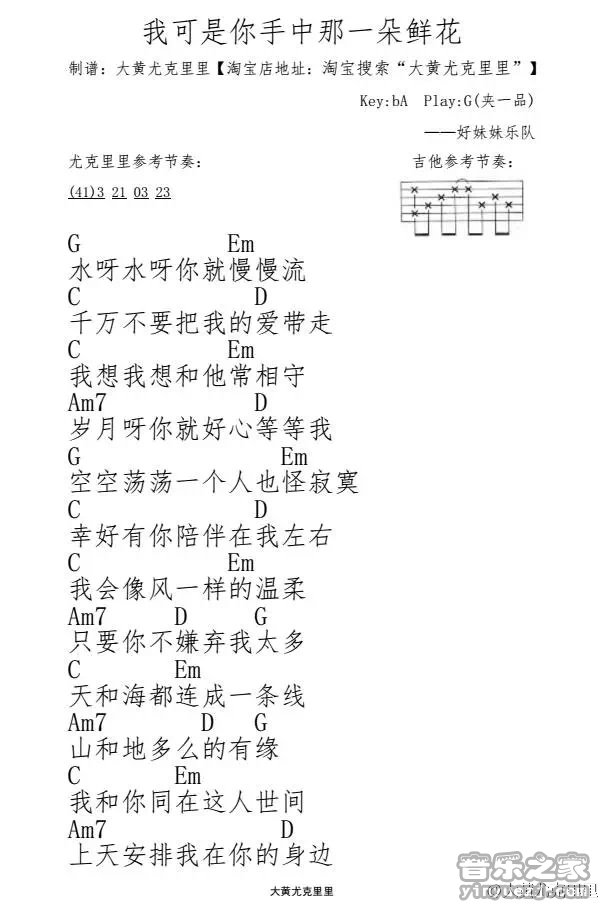 我可是你手中那一朵鲜花
制谱：大黄尤克里里【淘宝店地址：淘宝搜索“大黄尤克里里”】
Key:bA Play:G(夹一品)
——好妹妹乐队
尤克里里参考节奏：
吉他参考节奏：
(41)3 21 03 23
G Em
水呀水呀你就慢慢流
C D
千万不要把我的爱带走
C Em
我想我想和他常相守
Am7 D
岁月呀你就好心等等我
G Em
空空荡荡一个人也怪寂寞
C D
幸好有你陪伴在我左右
C Em
我会像风一样的温柔
Am7 D G
只要你不嫌弃我太多
C Em
天和海都连成一条线
Am7 D G
山和地多么的有缘
C Em
我和你同在这人世间
Am7 D
上天安排我在你的身边
大黄尤克里里
音乐之家